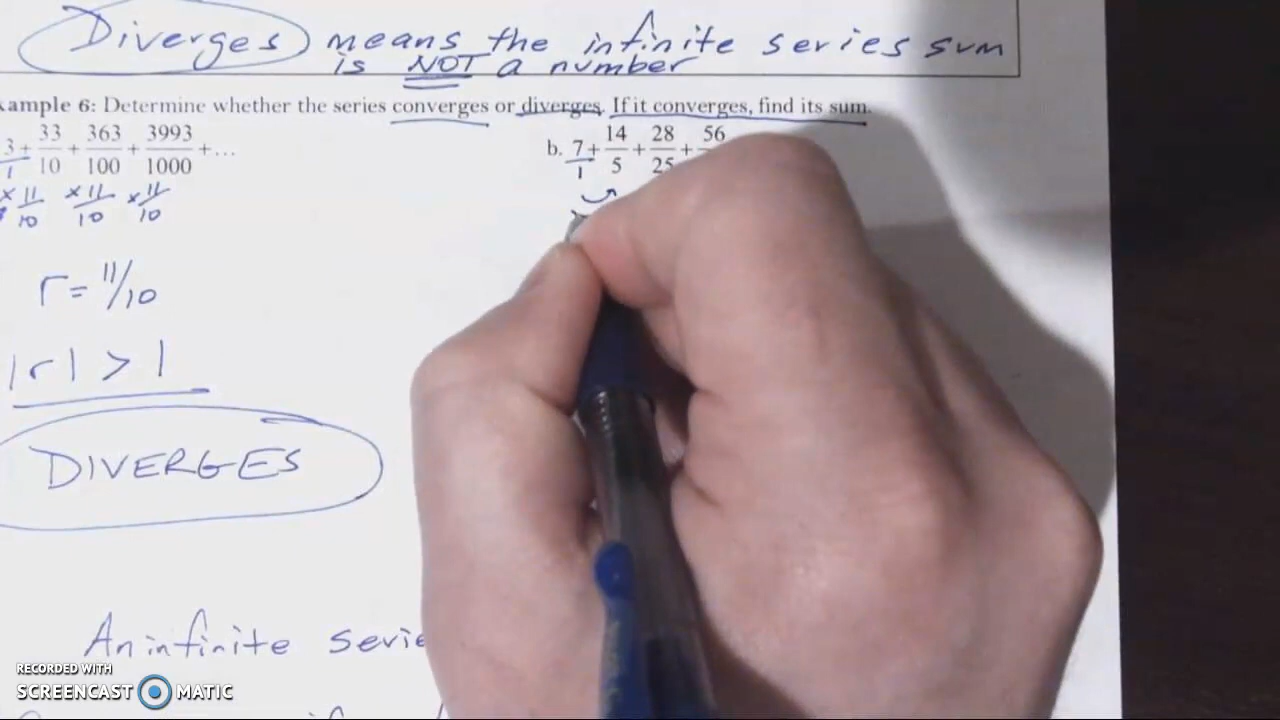 Diverges means the infinite series sum
is NOT a number
xample 6: Determine whether the series converges or diverges. If it converges, find its sum.
3 + 33/10 + 363/100 + 3993/1000 + ...
1
x 11/10 x 11/10 x 11/10
b. 7 + 14/5 + 28/25 + 56
1
r = 11/10
|r| > 1
DIVERGES
An infinite serie
RECORDED WITH
SCREENCAST MATIC